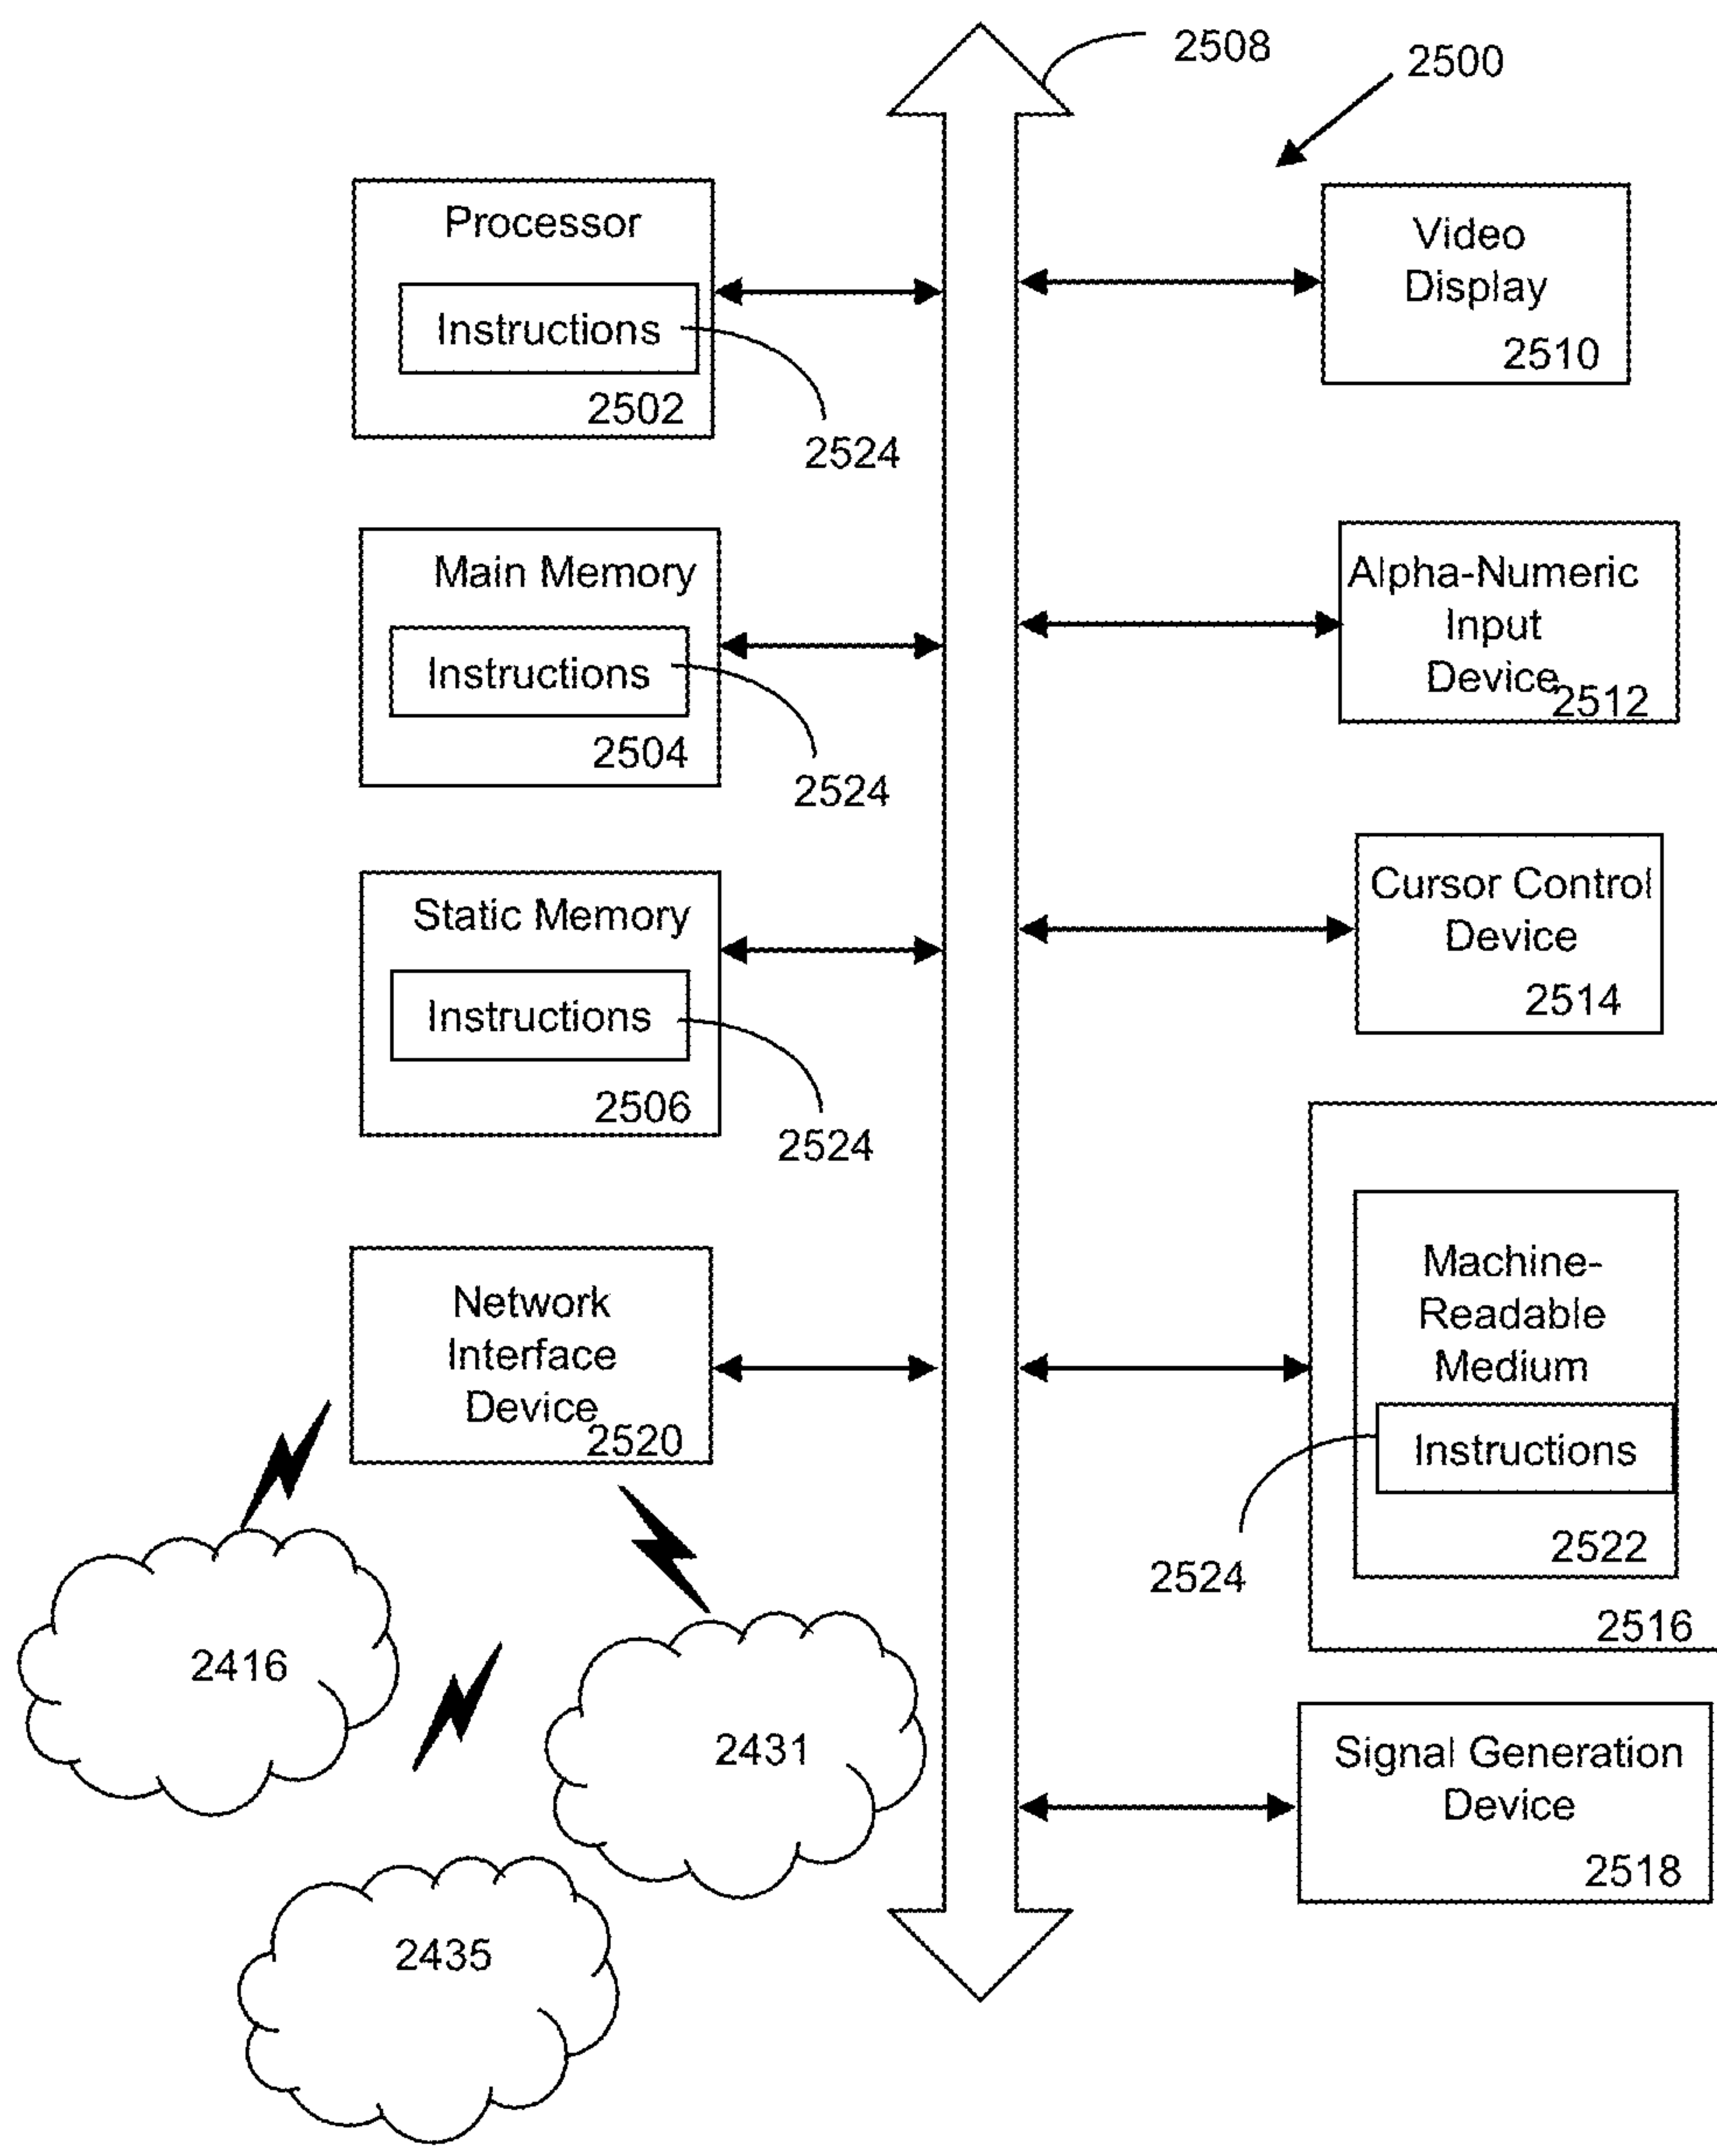 2508
2500
Processor
Instructions
2502
2524
Video
Display
2510
Main Memory
Instructions
2504
2524
Alpha-Numeric
Input
Device
2512
Static Memory
Instructions
2506
2524
Cursor Control
Device
2514
Network
Interface
Device
2520
Machine-
Readable
Medium
Instructions
2522
2524
2516
2416
2431
2435
Signal Generation
Device
2518